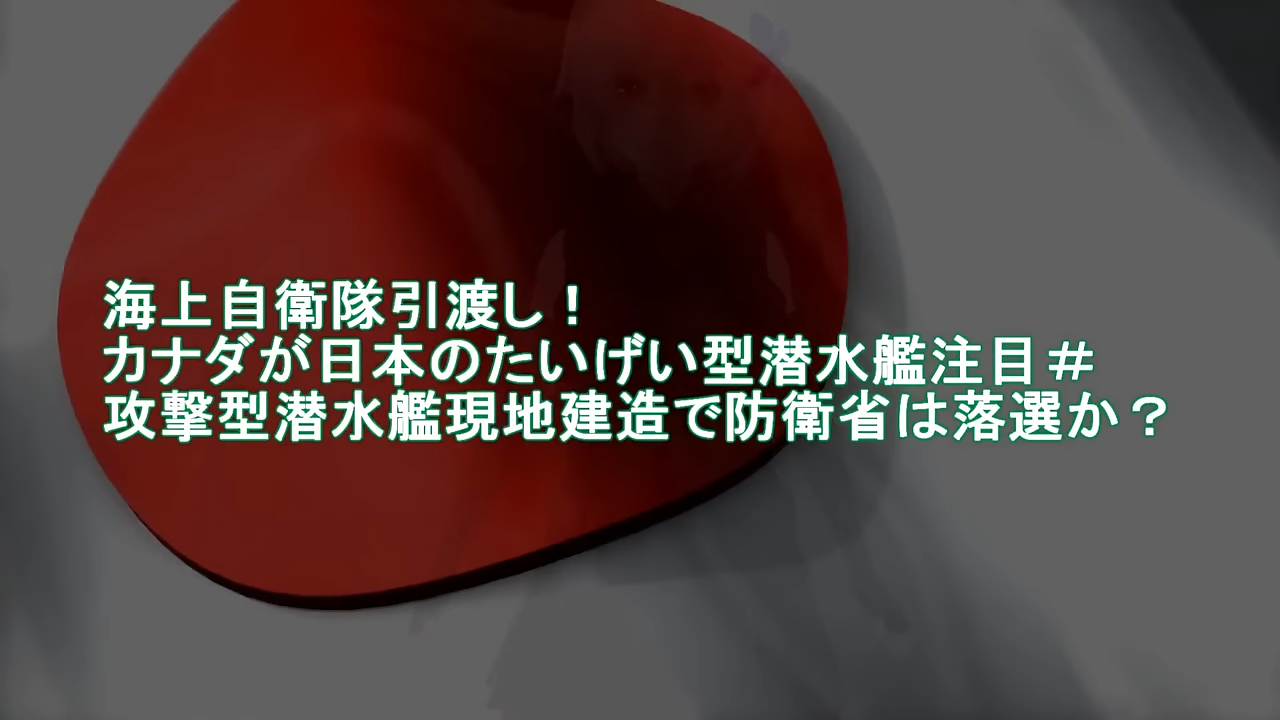 海上自衛隊引渡し！
カナダが日本のたいげい型潜水艦注目＃
攻撃型潜水艦現地建造で防衛省は落選か？